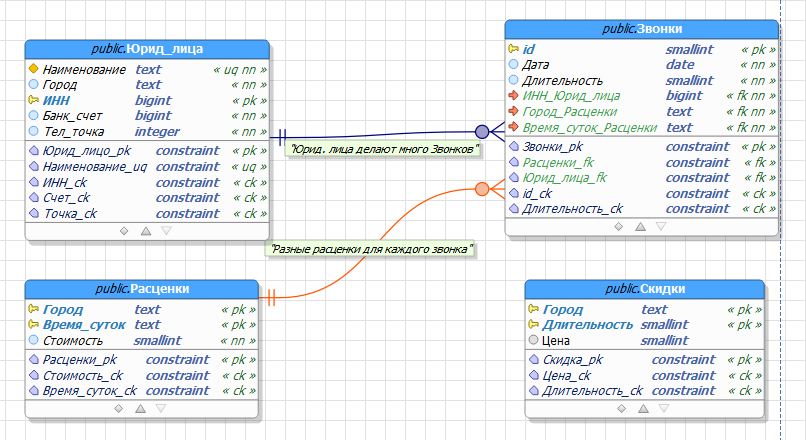 public.Юрид_лица
Наименование text « uq nn »
Город text « nn »
ИНН bigint « pk »
Банк_счет bigint « nn »
Тел_точка integer « nn »
Юрид_лицо_pk constraint « pk »
Наименование_uq constraint « uq »
ИНН_ck constraint « ck »
Счет_ck constraint « ck »
Точка_ck constraint « ck »
public.Звонки
id smallint « pk »
Дата date « nn »
Длительность smallint « nn »
ИНН_Юрид_лица bigint « fk nn »
Город_Расценки text « fk nn »
Время_суток_Расценки text « fk nn »
Звонки_pk constraint « pk »
Расценки_fk constraint « fk »
Юрид_лица_fk constraint « fk »
id_ck constraint « ck »
Длительность_ck constraint « ck »
"Юрид. лица делают много Звонков"
"Разные расценки для каждого звонка"
public.Расценки
Город text « pk »
Время_суток text « pk »
Стоимость smallint « nn »
Расценки_pk constraint « pk »
Стоимость_ck constraint « ck »
Время_суток_ck constraint « ck »
public.Скидки
Город text « pk »
Длительность smallint « pk »
Цена smallint
Скидка_pk constraint « pk »
Цена_ck constraint « ck »
Длительность_ck constraint « ck »